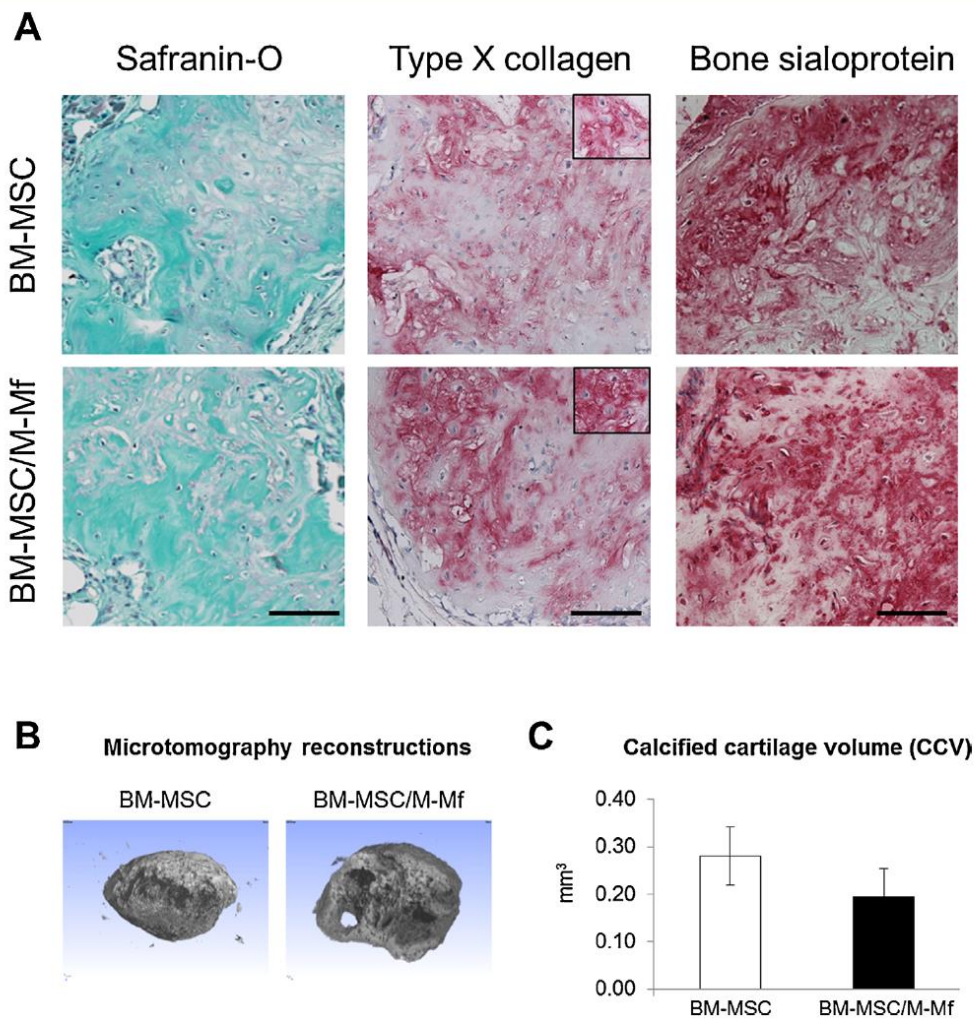 A
Safranin-O
Type X collagen
Bone sialoprotein
BM-MSC
BM-MSC/M-Mf
B
Microtomography reconstructions
BM-MSC
BM-MSC/M-Mf
C
Calcified cartilage volume (CCV)
0.40
0.30
0.20
0.10
0.00
mm³
BM-MSC
BM-MSC/M-Mf